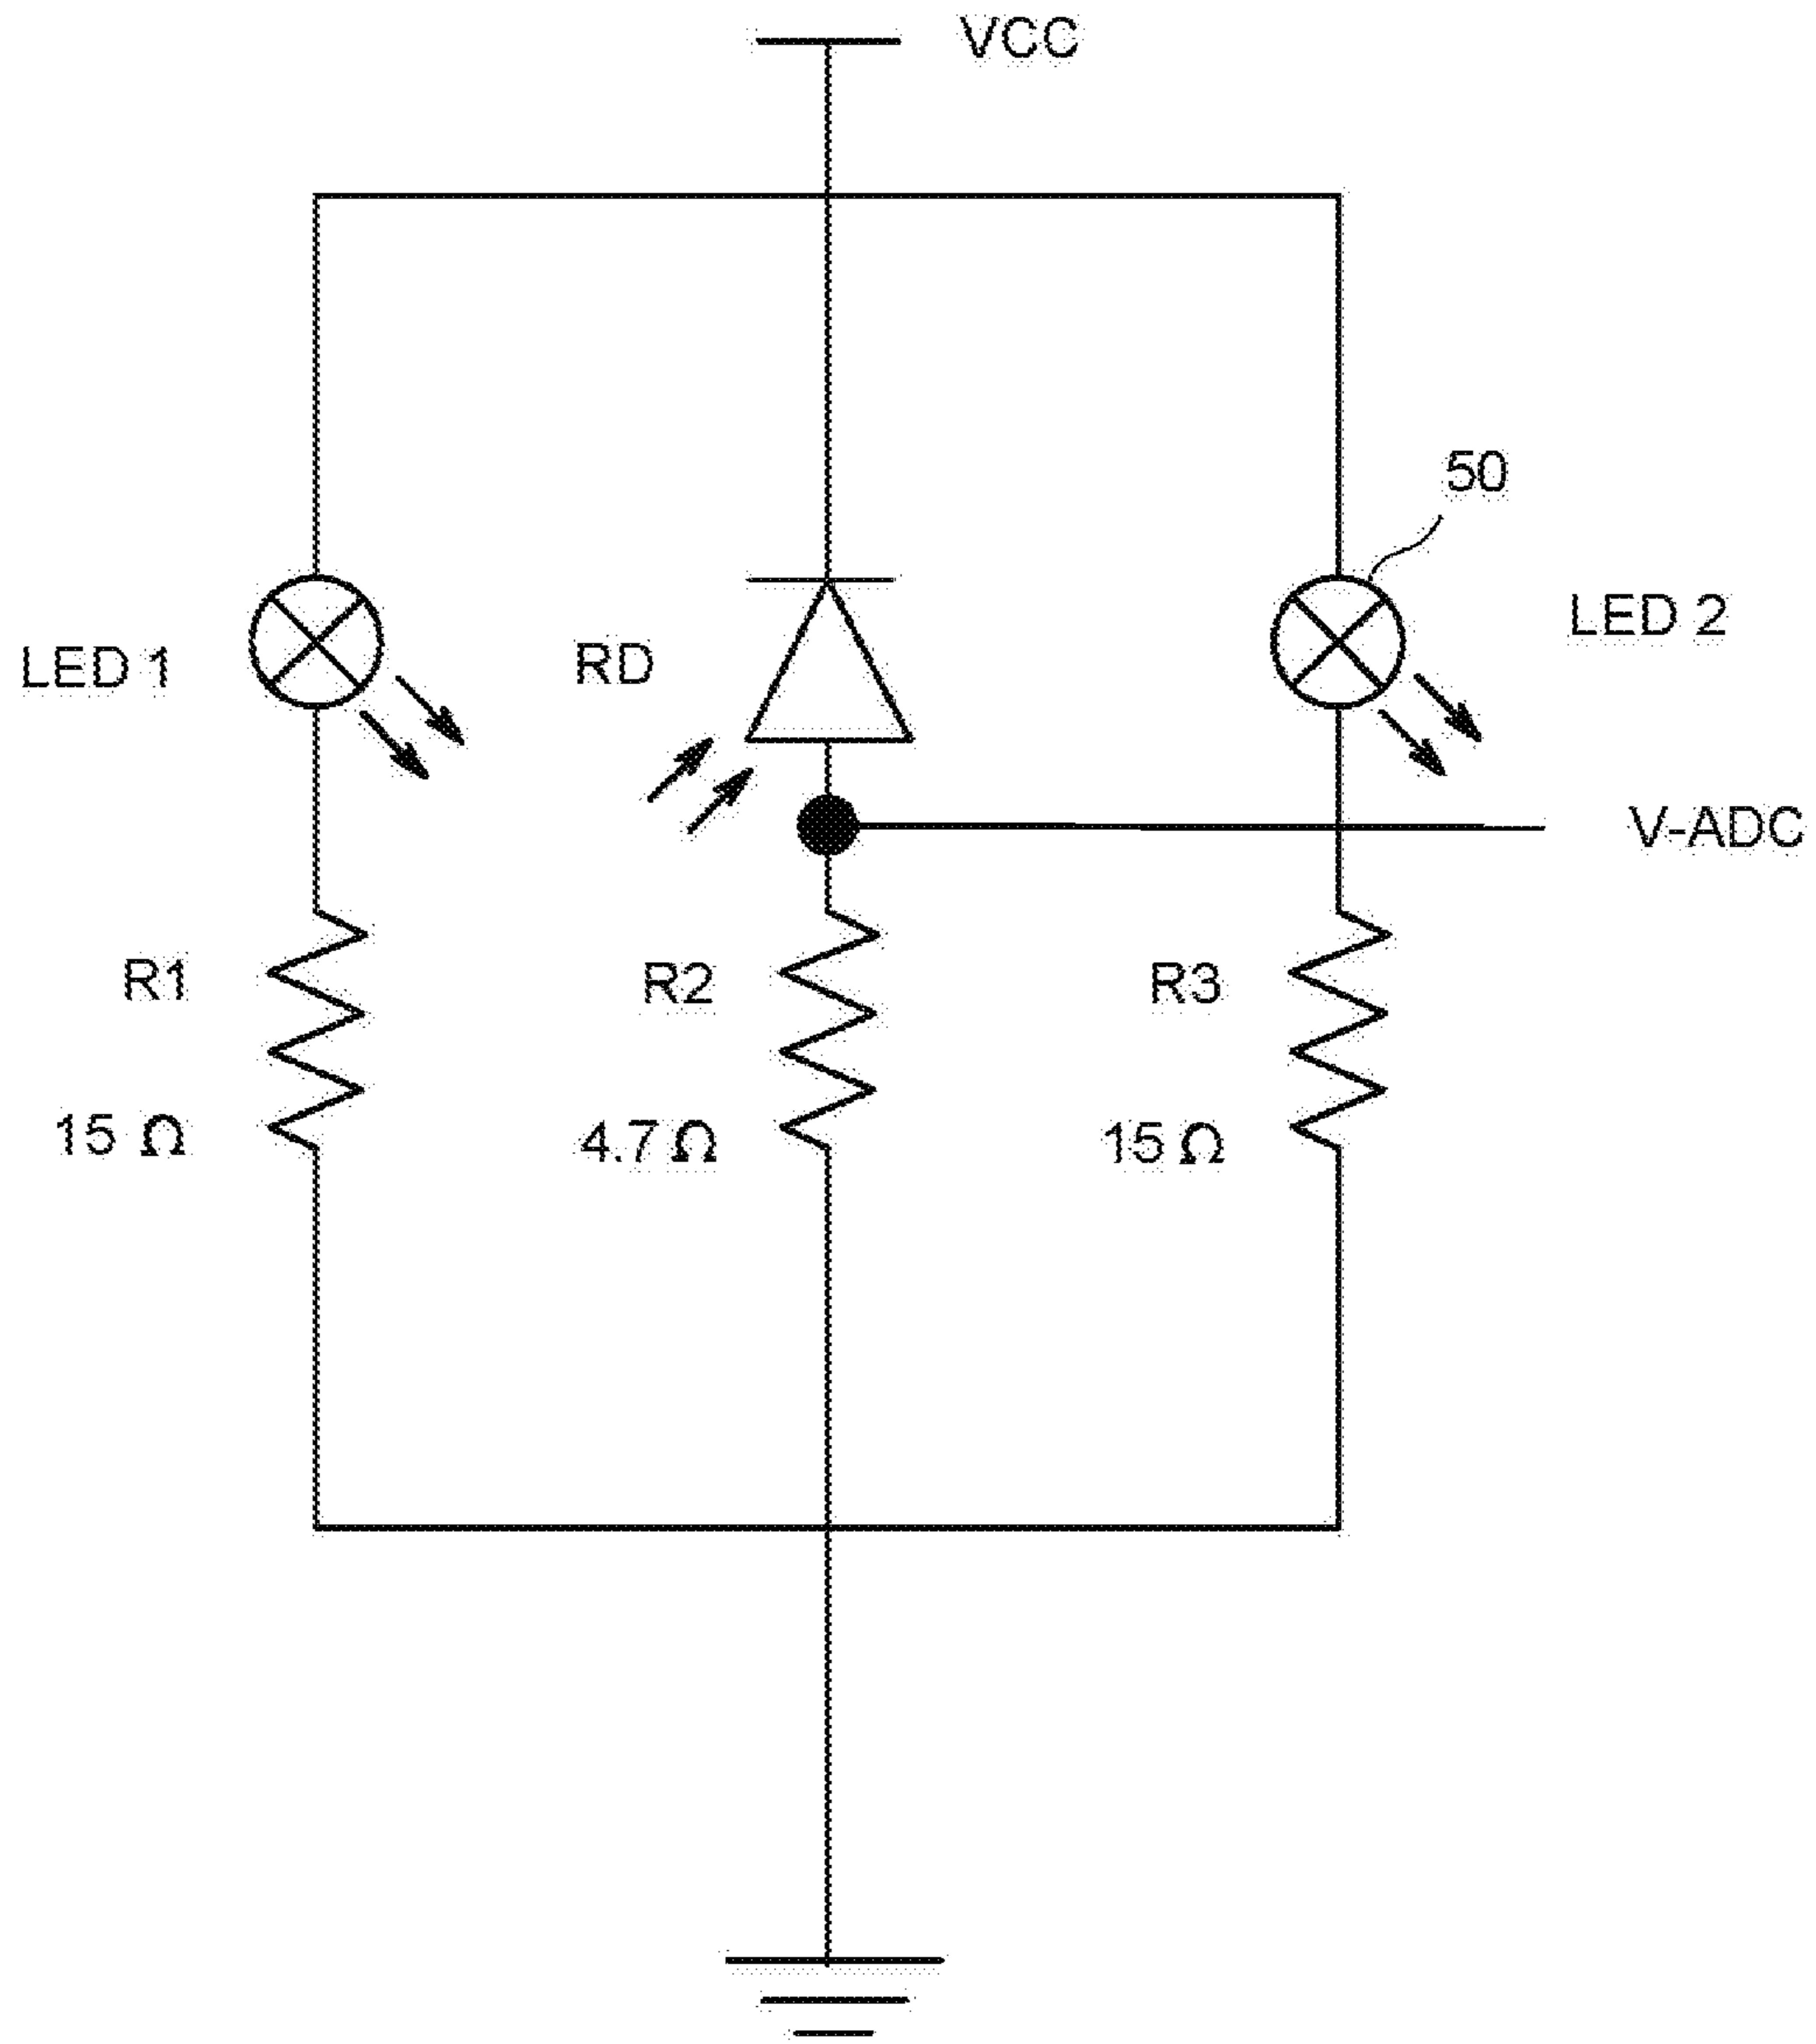 VCC
50
LED 1
RD
LED 2
V-ADC
R1
R2
R3
15 Ω
4.7 Ω
15 Ω